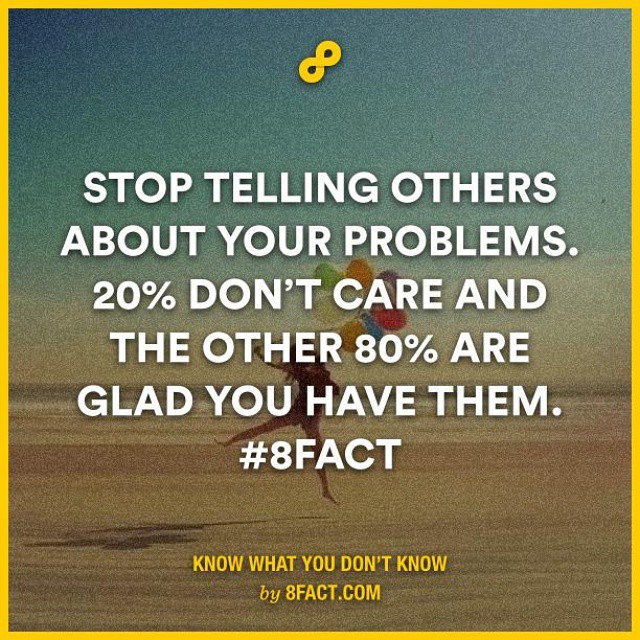 STOP TELLING OTHERS
ABOUT YOUR PROBLEMS.
20% DON'T CARE AND
THE OTHER 80% ARE
GLAD YOU HAVE THEM.
#8FACT
KNOW WHAT YOU DON'T KNOW
by 8FACT.COM